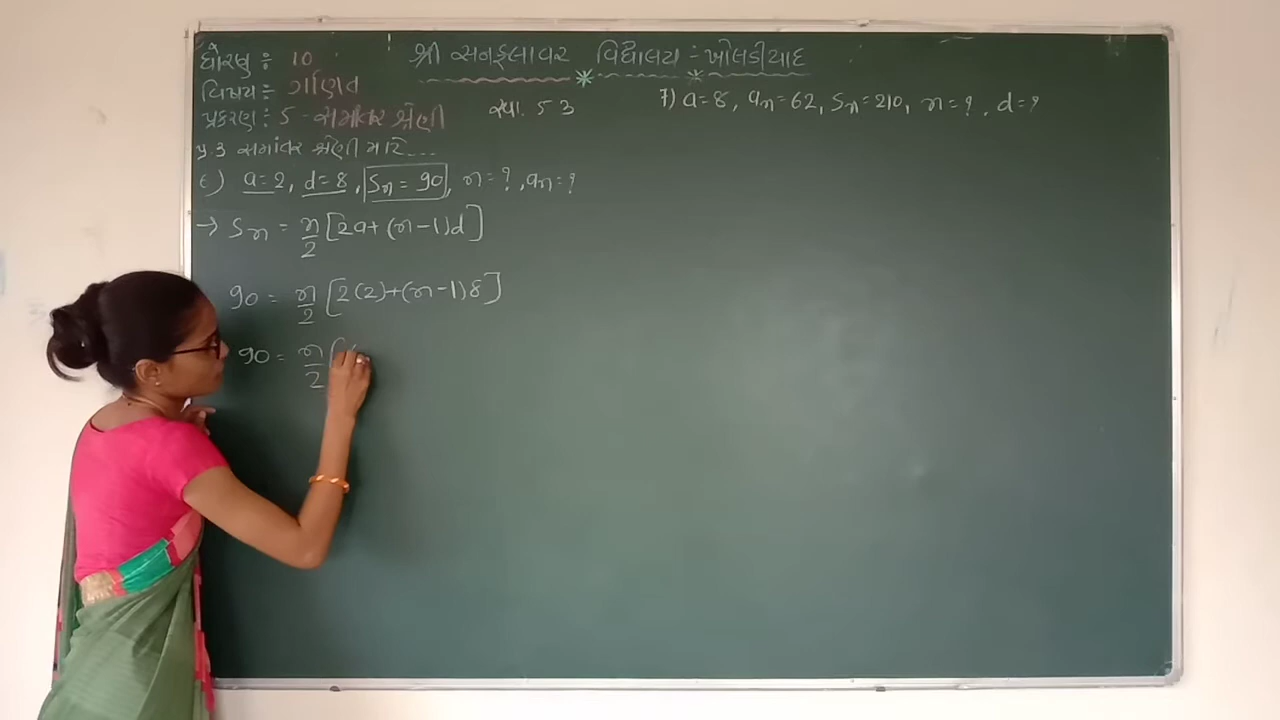 ધોરણ : 10
શ્રી સનફલાવર વિદ્યાલય - ખોલડીયાદ
વિષય : ગણિત
પ્રકરણ : 5 - સમાંતર શ્રેણી
સ્વા. 5 3
પ્ર.3 સમાંતર શ્રેણી માટે....
૬) a=2, d=8, Sn = 90, n = ?, an = ?
→ Sn = n/2 [2a+(n-1)d]
90 = n/2 [2(2)+(n-1)8]
90 = n/2 [
7) a=8, an=62, Sn=210, n=?, d=?